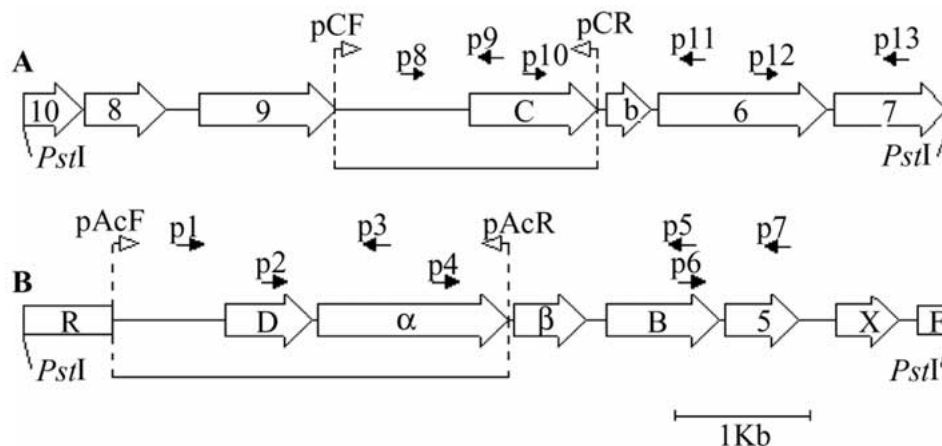 pCF pCR
p8 p9 p10 p11 p12 p13
A
10 8 9 C b 6 7
PstI PstI
pAcF p1 p3 pAcR p5 p7
p2 p4 p6
B
R D α β B 5 X F
PstI PstI
1Kb